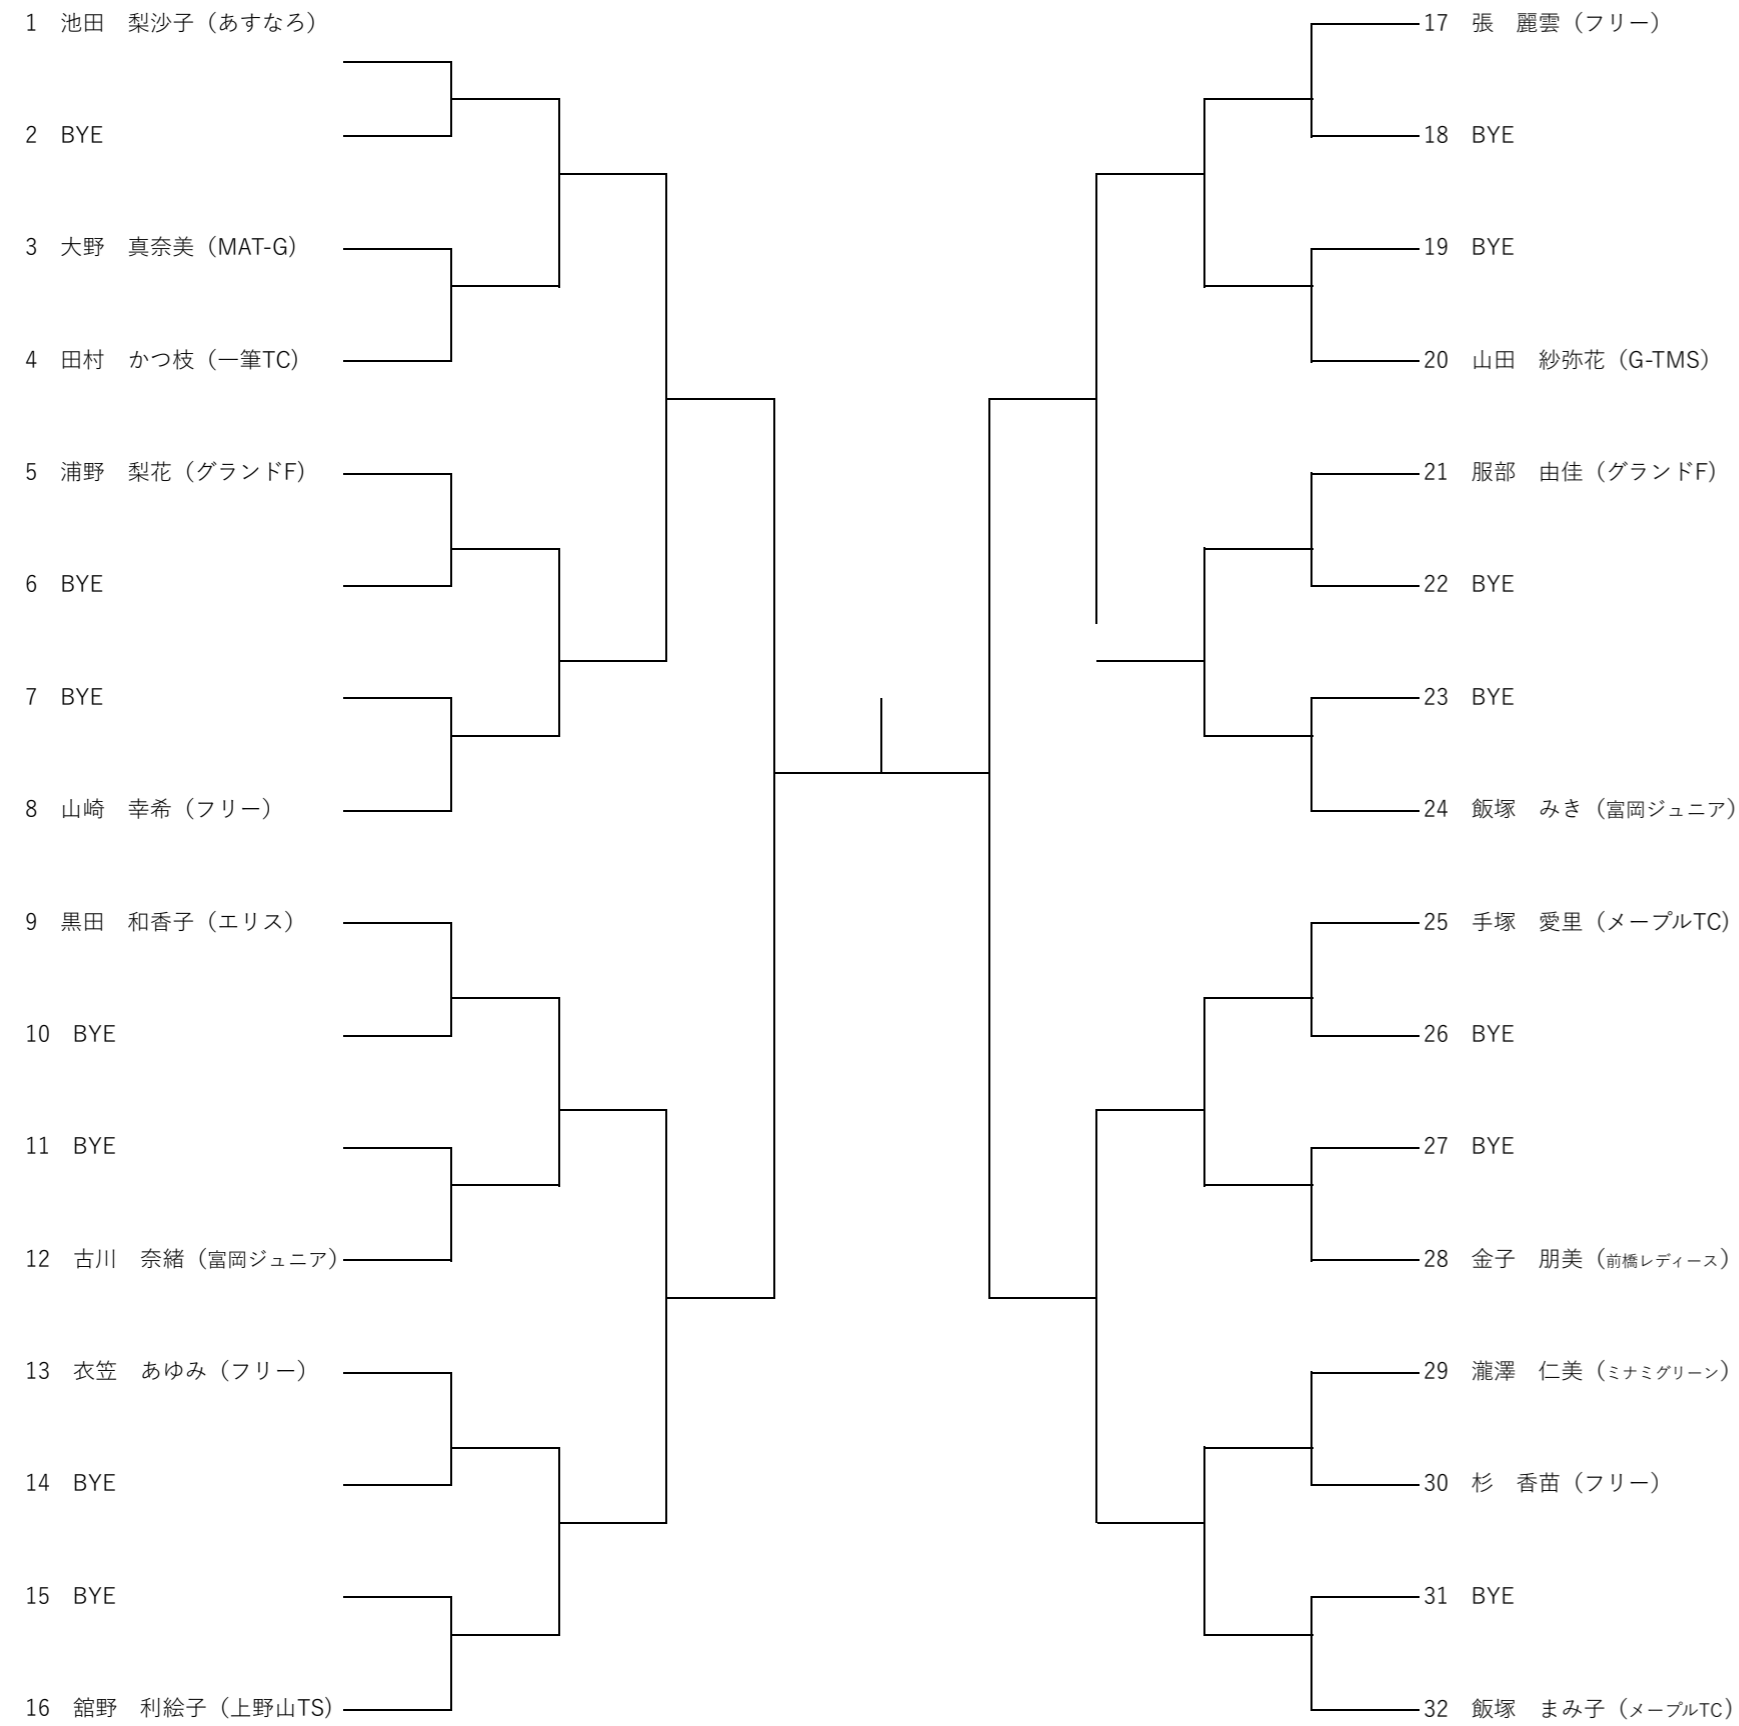 1 池田 梨沙子（あすなろ）
2 BYE
3 大野 真奈美（MAT-G）
4 田村 かつ枝（一筆TC）
5 浦野 梨花（グランドF）
6 BYE
7 BYE
8 山崎 幸希（フリー）
9 黒田 和香子（エリス）
10 BYE
11 BYE
12 古川 奈緒（富岡ジュニア）
13 衣笠 あゆみ（フリー）
14 BYE
15 BYE
16 舘野 利絵子（上野山TS）
17 張 麗雲（フリー）
18 BYE
19 BYE
20 山田 紗弥花（G-TMS）
21 服部 由佳（グランドF）
22 BYE
23 BYE
24 飯塚 みき（富岡ジュニア）
25 手塚 愛里（メープルTC）
26 BYE
27 BYE
28 金子 朋美（前橋レディース）
29 瀧澤 仁美（ミナミグリーン）
30 杉 香苗（フリー）
31 BYE
32 飯塚 まみ子（メープルTC）